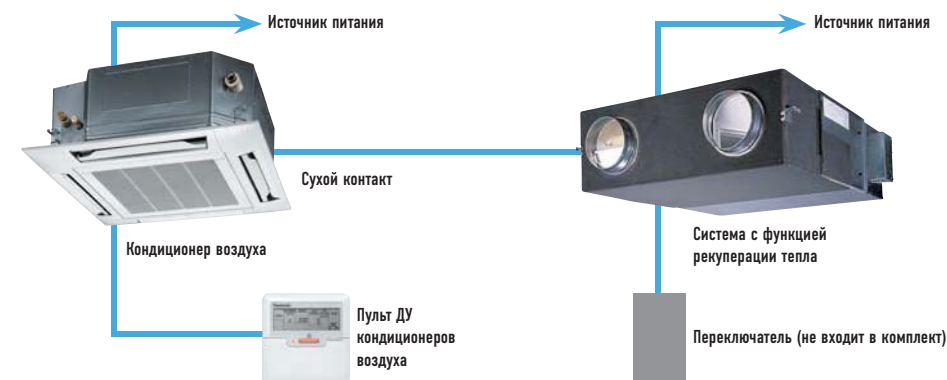 Источник питания
Источник питания
Сухой контакт
Кондиционер воздуха
Система с функцией
рекуперации тепла
Panasonic
Пульт ДУ
кондиционеров
воздуха
Переключатель (не входит в комплект)